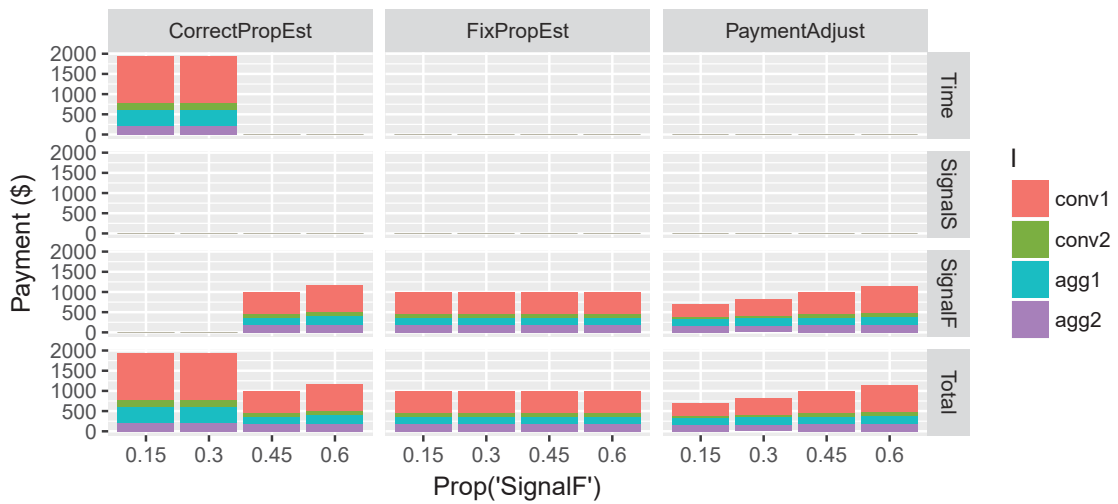 CorrectPropEst FixPropEst PaymentAdjust
2000
1500
1000
500
0
Time
2000
1500
1000
500
0
SignalS
2000
1500
1000
500
0
SignalF
2000
1500
1000
500
0
Total
0.15 0.3 0.45 0.6 0.15 0.3 0.45 0.6 0.15 0.3 0.45 0.6
Prop('SignalF')
Payment ($)
I
conv1
conv2
agg1
agg2